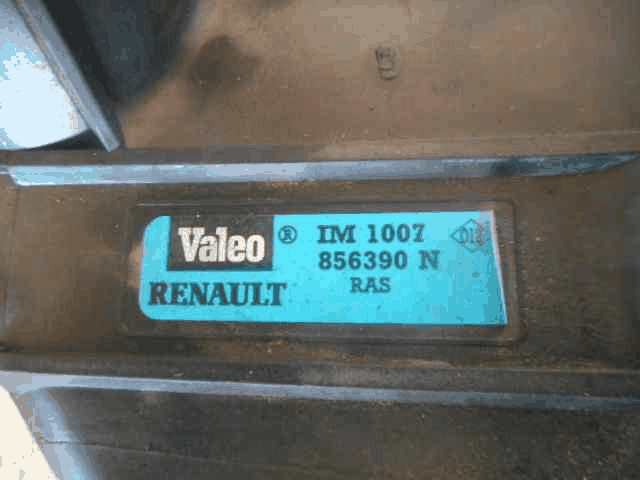 Valeo ® IM 1007
856390 N
RENAULT RAS